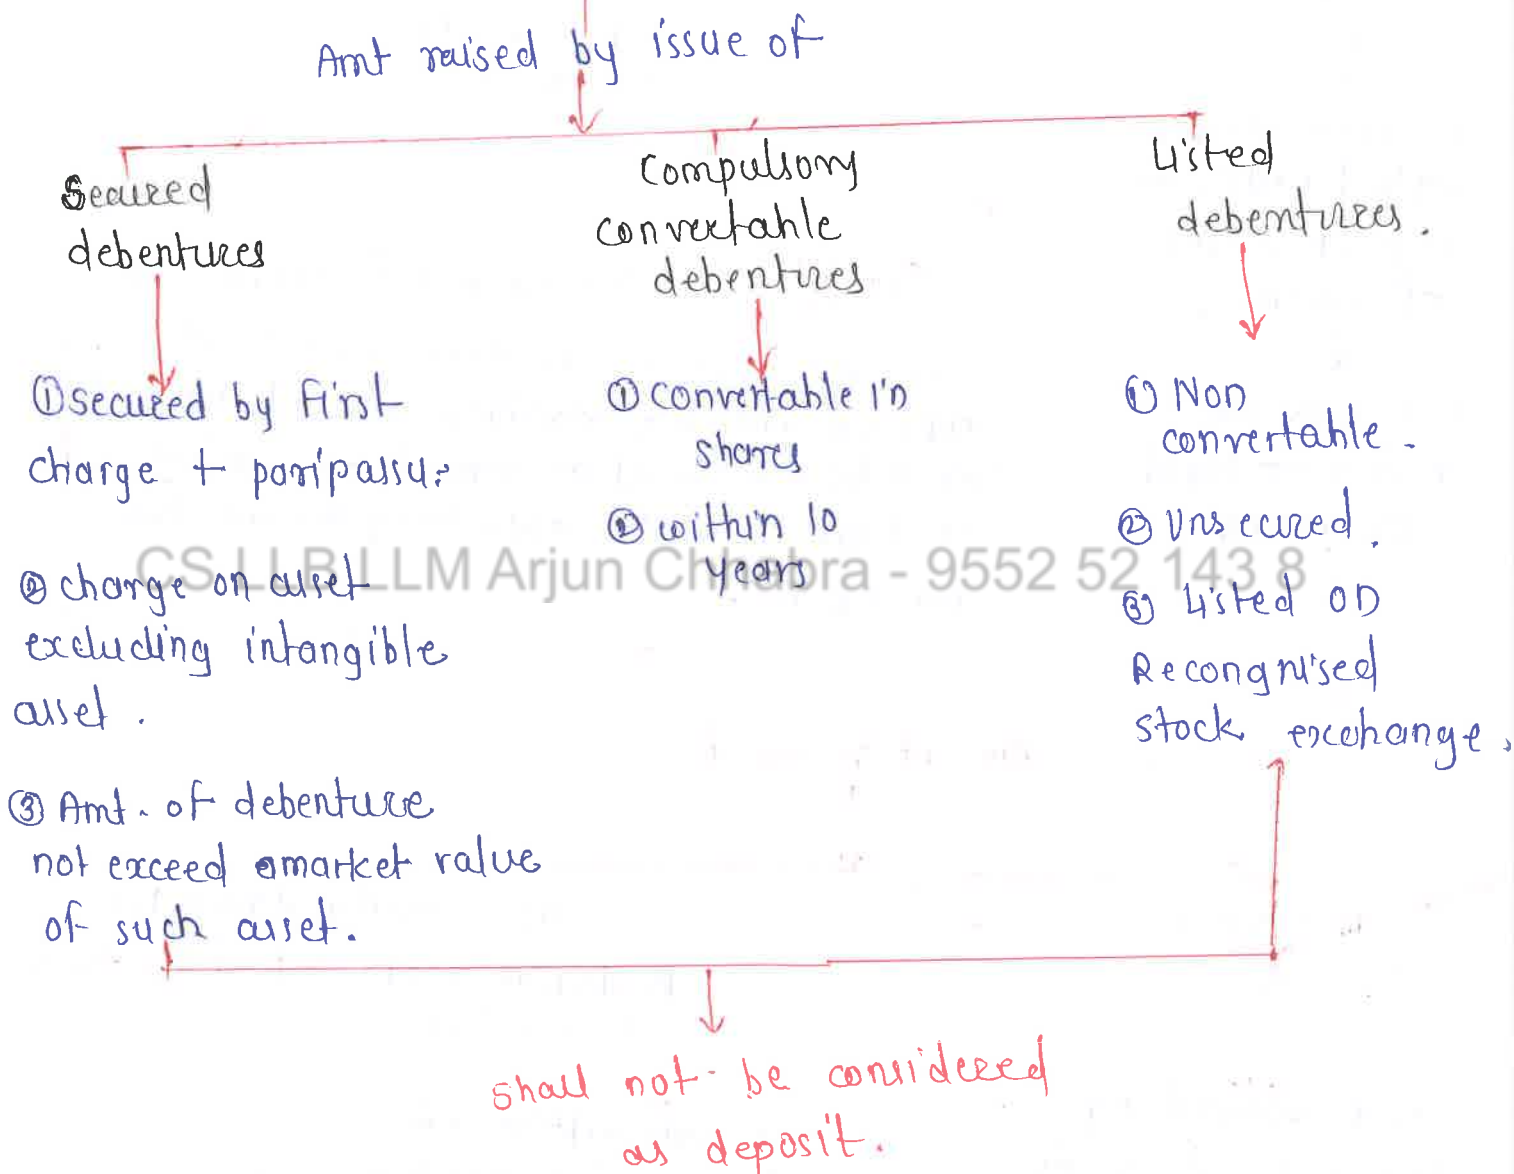 Amt raised by issue of
Secured
debentures
① secured by first
charge + paripassu.
② charge on asset
excluding intangible
asset.
③ Amt. of debenture
not exceed market value
of such asset.
Compulsory
convertable
debentures
① convertable in
shares
② within 10
years
Listed
debentures.
① Non
convertable.
② Unsecured.
③ Listed on
Recongnised
stock exchange.
CS LLB LLM Arjun Chhabra - 9552 52 143 8
shall not be considered
as deposit.